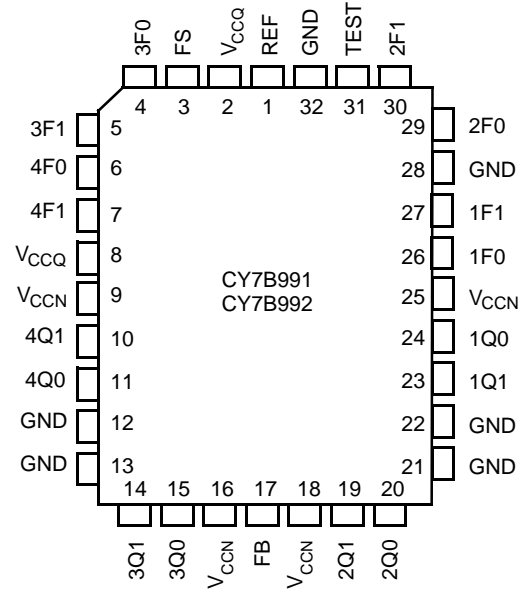 3F0 FS VCCQ REF GND TEST 2F1
4 3 2 1 32 31 30
3F1 5 29 2F0
4F0 6 28 GND
4F1 7 27 1F1
VCCQ 8 26 1F0
CY7B991
CY7B992
VCCN 9 25 VCCN
4Q1 10 24 1Q0
4Q0 11 23 1Q1
GND 12 22 GND
GND 13 21 GND
14 15 16 17 18 19 20
3Q1 3Q0 VCCN FB VCCN 2Q1 2Q0